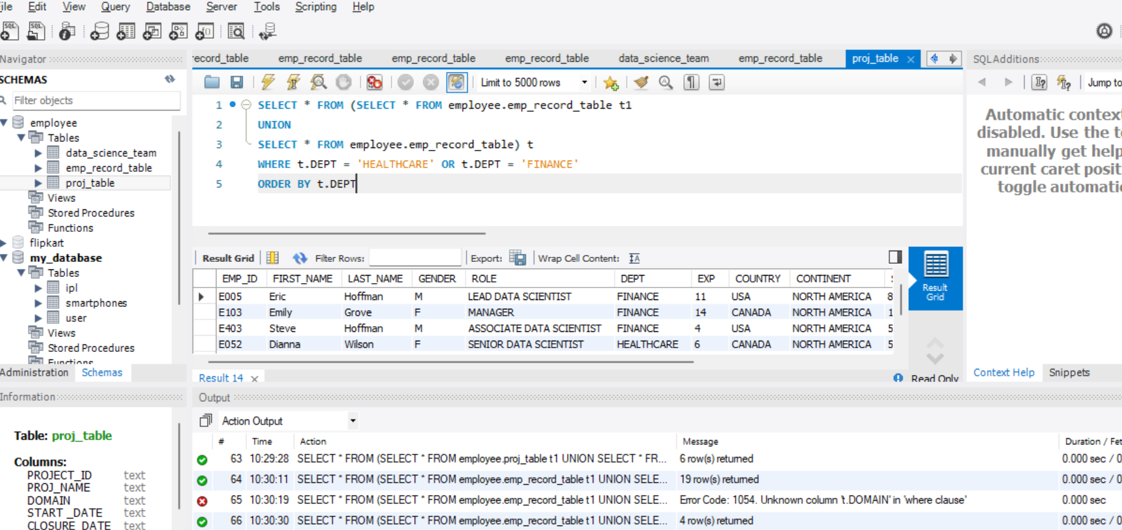 ile Edit View Query Database Server Tools Scripting Help
Navigator
SCHEMAS
Filter objects
employee
Tables
data_science_team
emp_record_table
proj_table
Views
Stored Procedures
Functions
flipkart
my_database
Tables
ipl
smartphones
user
Views
Stored Procedures
Functions
Administration Schemas
Information
Table: proj_table
Columns:
PROJECT_ID text
PROJ_NAME text
DOMAIN text
START _DATE text
CLOSURE_DATE text
ecord_table emp_record_table emp_record_table emp_record_table data_science_team emp_record_table proj_table
Limit to 5000 rows
1 SELECT * FROM (SELECT * FROM employee.emp_record_table t1
2 UNION
3 SELECT * FROM employee.emp_record_table) t
4 WHERE t.DEPT = 'HEALTHCARE' OR t.DEPT = 'FINANCE'
5 ORDER BY t.DEPT
Result Grid Filter Rows: Export: Wrap Cell Content:
EMP_ID FIRST_NAME LAST_NAME GENDER ROLE DEPT EXP COUNTRY CONTINENT
E005 Eric Hoffman M LEAD DATA SCIENTIST FINANCE 11 USA NORTH AMERICA 8
E103 Emily Grove F MANAGER FINANCE 14 CANADA NORTH AMERICA 1
E403 Steve Hoffman M ASSOCIATE DATA SCIENTIST FINANCE 4 USA NORTH AMERICA 5
E052 Dianna Wilson F SENIOR DATA SCIENTIST HEALTHCARE 6 CANADA NORTH AMERICA 5
Result Grid
Result 14
Read Only
Output
Action Output
# Time Action Message Duration / Fet
63 10:29:28 SELECT * FROM (SELECT * FROM employee.proj_table t1 UNION SELECT * FR... 6 row(s) returned 0.000 sec / 0
64 10:30:11 SELECT * FROM (SELECT * FROM employee.emp_record_table t1 UNION SELE... 19 row(s) returned 0.000 sec / 0
65 10:30:19 SELECT * FROM (SELECT * FROM employee.emp_record_table t1 UNION SELE... Error Code: 1054. Unknown column 't.DOMAIN' in 'where clause' 0.000 sec
66 10:30:30 SELECT * FROM (SELECT * FROM employee.emp_record_table t1 UNION SELE... 4 row(s) returned 0.000 sec / 0
SQLAdditions
Jump to
Automatic context
disabled. Use the to
manually get help
current caret posit
toggle automatic
Context Help Snippets